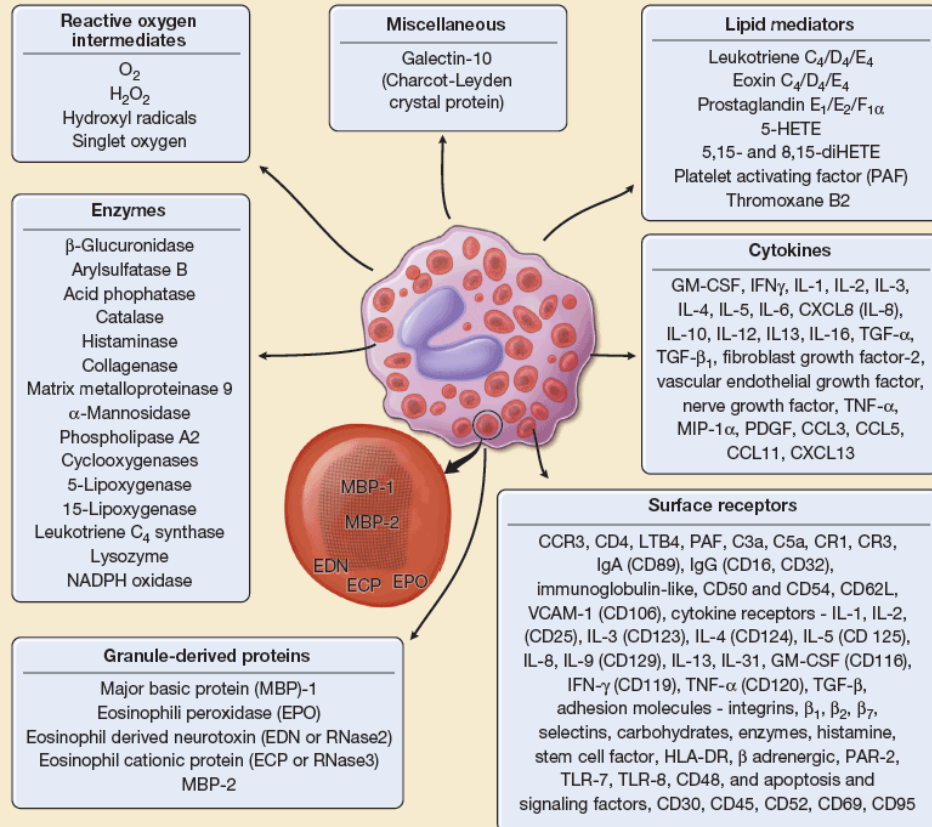 Reactive oxygen
intermediates
O2
H2O2
Hydroxyl radicals
Singlet oxygen
Miscellaneous
Galectin-10
(Charcot-Leyden
crystal protein)
Lipid mediators
Leukotriene C4/D4/E4
Eoxin C4/D4/E4
Prostaglandin E1/E2/F1α
5-HETE
5,15- and 8,15-diHETE
Platelet activating factor (PAF)
Thromoxane B2
Enzymes
β-Glucuronidase
Arylsulfatase B
Acid phophatase
Catalase
Histaminase
Collagenase
Matrix metalloproteinase 9
α-Mannosidase
Phospholipase A2
Cyclooxygenases
5-Lipoxygenase
15-Lipoxygenase
Leukotriene C4 synthase
Lysozyme
NADPH oxidase
Cytokines
GM-CSF, IFNγ, IL-1, IL-2, IL-3,
IL-4, IL-5, IL-6, CXCL8 (IL-8),
IL-10, IL-12, IL13, IL-16, TGF-α,
TGF-β1, fibroblast growth factor-2,
vascular endothelial growth factor,
nerve growth factor, TNF-α,
MIP-1α, PDGF, CCL3, CCL5,
CCL11, CXCL13
MBP-1
MBP-2
EDN
ECP
EPO
Granule-derived proteins
Major basic protein (MBP)-1
Eosinophili peroxidase (EPO)
Eosinophil derived neurotoxin (EDN or RNase2)
Eosinophil cationic protein (ECP or RNase3)
MBP-2
Surface receptors
CCR3, CD4, LTB4, PAF, C3a, C5a, CR1, CR3,
IgA (CD89), IgG (CD16, CD32),
immunoglobulin-like, CD50 and CD54, CD62L,
VCAM-1 (CD106), cytokine receptors - IL-1, IL-2,
(CD25), IL-3 (CD123), IL-4 (CD124), IL-5 (CD 125),
IL-8, IL-9 (CD129), IL-13, IL-31, GM-CSF (CD116),
IFN-γ (CD119), TNF-α (CD120), TGF-β,
adhesion molecules - integrins, β1, β2, β7,
selectins, carbohydrates, enzymes, histamine,
stem cell factor, HLA-DR, β adrenergic, PAR-2,
TLR-7, TLR-8, CD48, and apoptosis and
signaling factors, CD30, CD45, CD52, CD69, CD95